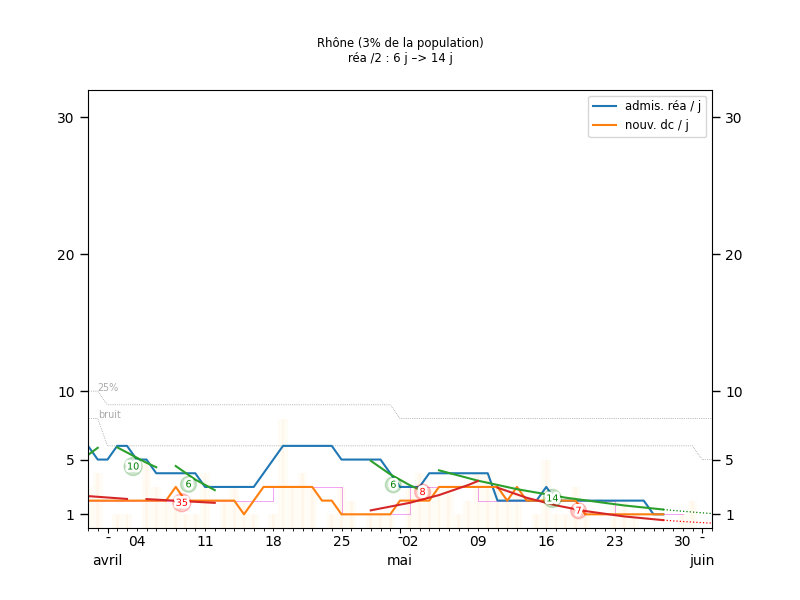 Rhône (3% de la population)
réa /2 : 6 j –> 14 j
admis. réa / j
nouv. dc / j
30
30
20
20
10
10
25%
bruit
5
5
10
6
6
8
14
7
35
1
1
- 04 11 18 25 - 02 09 16 23 30 -
avril mai juin